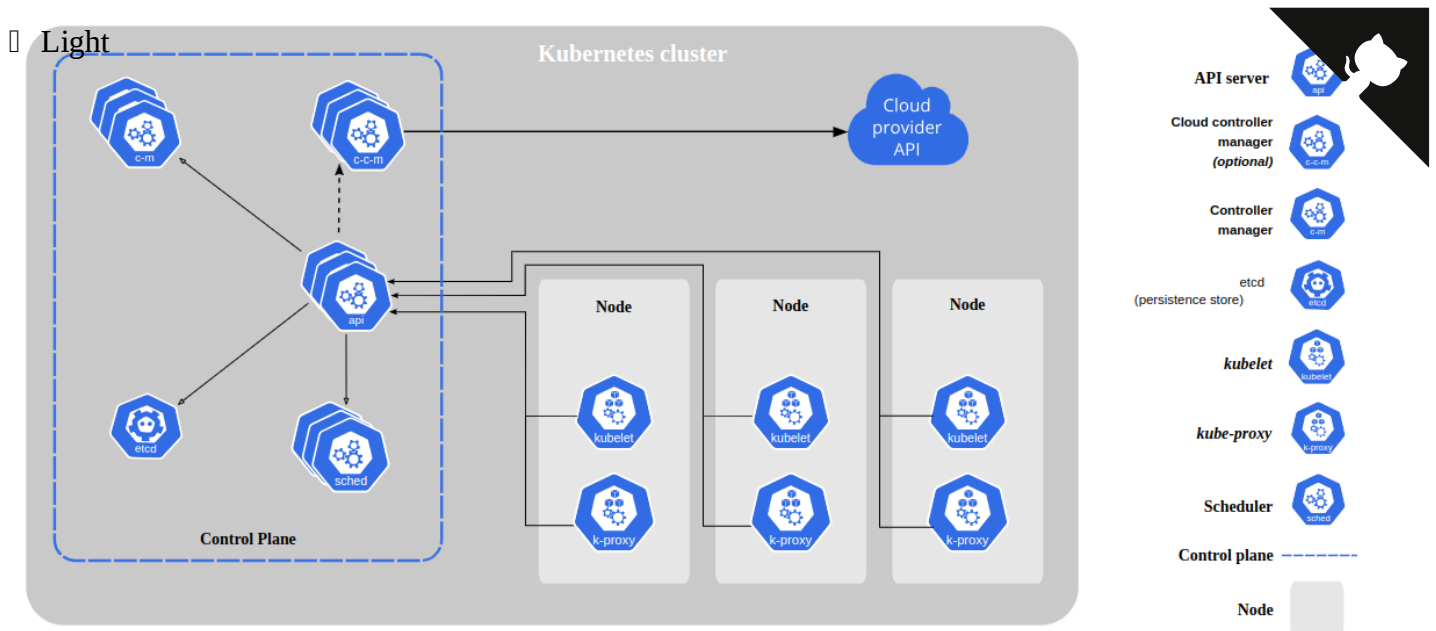 Light
Kubernetes cluster
c-m
c-c-m
Cloud
provider
API
api
etcd
sched
Control Plane
Node
kubelet
k-proxy
Node
kubelet
k-proxy
Node
kubelet
k-proxy
API server
api
Cloud controller
manager
(optional)
c-c-m
Controller
manager
c-m
etcd
(persistence store)
etcd
kubelet
kubelet
kube-proxy
k-proxy
Scheduler
sched
Control plane
Node